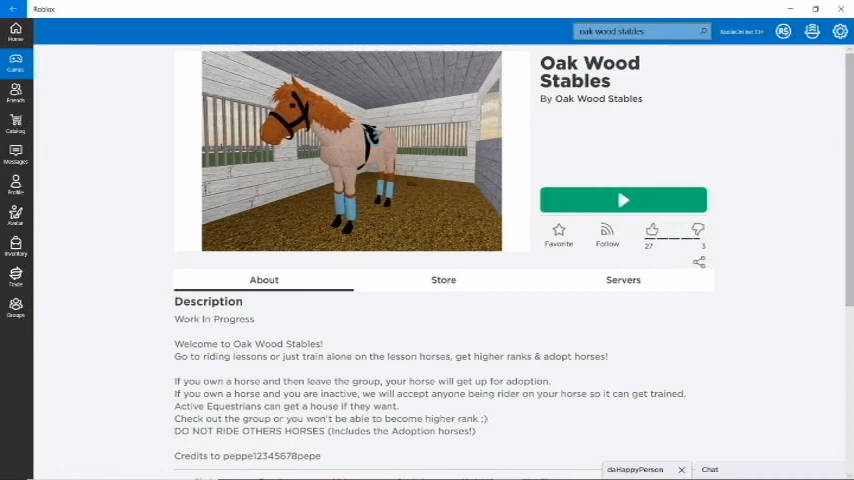 Roblox
oak wood stables
Home
Games
Friends
Catalog
Messages
Profile
Avatar
Inventory
Trade
Groups
R$
Oak Wood
Stables
By Oak Wood Stables
Favorite
Follow
27
3
About
Store
Servers
Description
Work In Progress
Welcome to Oak Wood Stables!
Go to riding lessons or just train alone on the lesson horses, get higher ranks & adopt horses!
If you own a horse and then leave the group, your horse will get up for adoption.
If you own a horse and you are inactive, we will accept anyone being rider on your horse so it can get trained.
Active Equestrians can get a house if they want.
Check out the group or you won't be able to become higher rank ;)
DO NOT RIDE OTHERS HORSES (Includes the Adoption horses!)
Credits to peppe12345678pepe
daHappyPerson
Chat